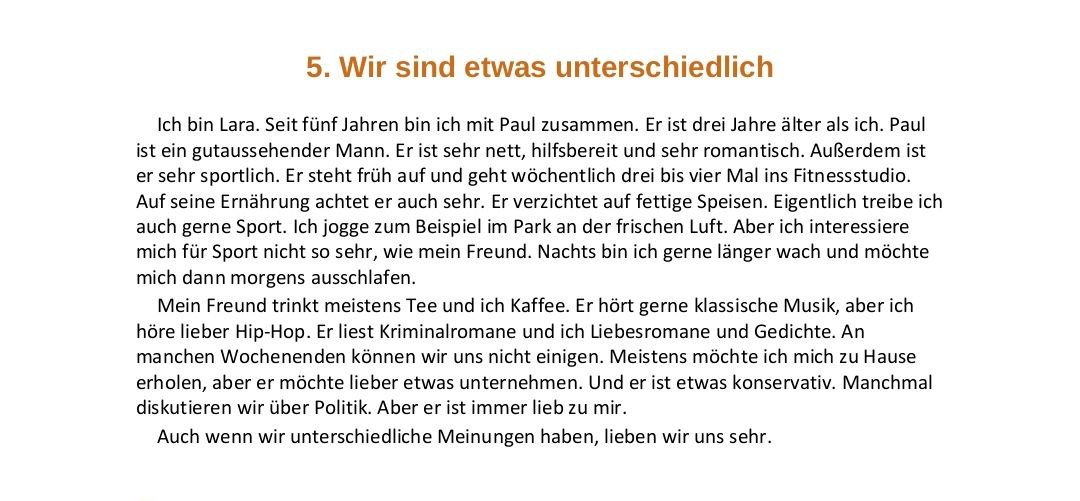 5. Wir sind etwas unterschiedlich
Ich bin Lara. Seit fünf Jahren bin ich mit Paul zusammen. Er ist drei Jahre älter als ich. Paul
ist ein gutaussehender Mann. Er ist sehr nett, hilfsbereit und sehr romantisch. Außerdem ist
er sehr sportlich. Er steht früh auf und geht wöchentlich drei bis vier Mal ins Fitnessstudio.
Auf seine Ernährung achtet er auch sehr. Er verzichtet auf fettige Speisen. Eigentlich treibe ich
auch gerne Sport. Ich jogge zum Beispiel im Park an der frischen Luft. Aber ich interessiere
mich für Sport nicht so sehr, wie mein Freund. Nachts bin ich gerne länger wach und möchte
mich dann morgens ausschlafen.
Mein Freund trinkt meistens Tee und ich Kaffee. Er hört gerne klassische Musik, aber ich
höre lieber Hip-Hop. Er liest Kriminalromane und ich Liebesromane und Gedichte. An
manchen Wochenenden können wir uns nicht einigen. Meistens möchte ich mich zu Hause
erholen, aber er möchte lieber etwas unternehmen. Und er ist etwas konservativ. Manchmal
diskutieren wir über Politik. Aber er ist immer lieb zu mir.
Auch wenn wir unterschiedliche Meinungen haben, lieben wir uns sehr.